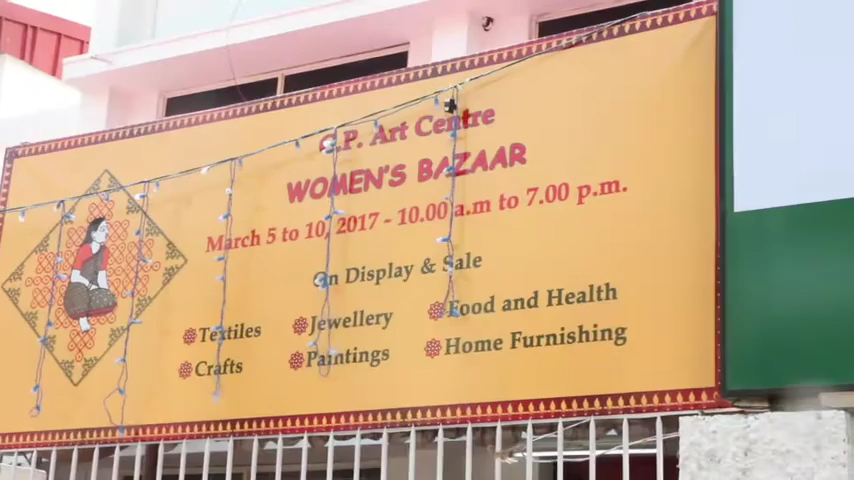 C.P. Art Centre
WOMEN'S BAZAAR
March 5 to 10, 2017 - 10.00 a.m to 7.00 p.m.
On Display & Sale
Textiles Jewellery Food and Health
Crafts Paintings Home Furnishing